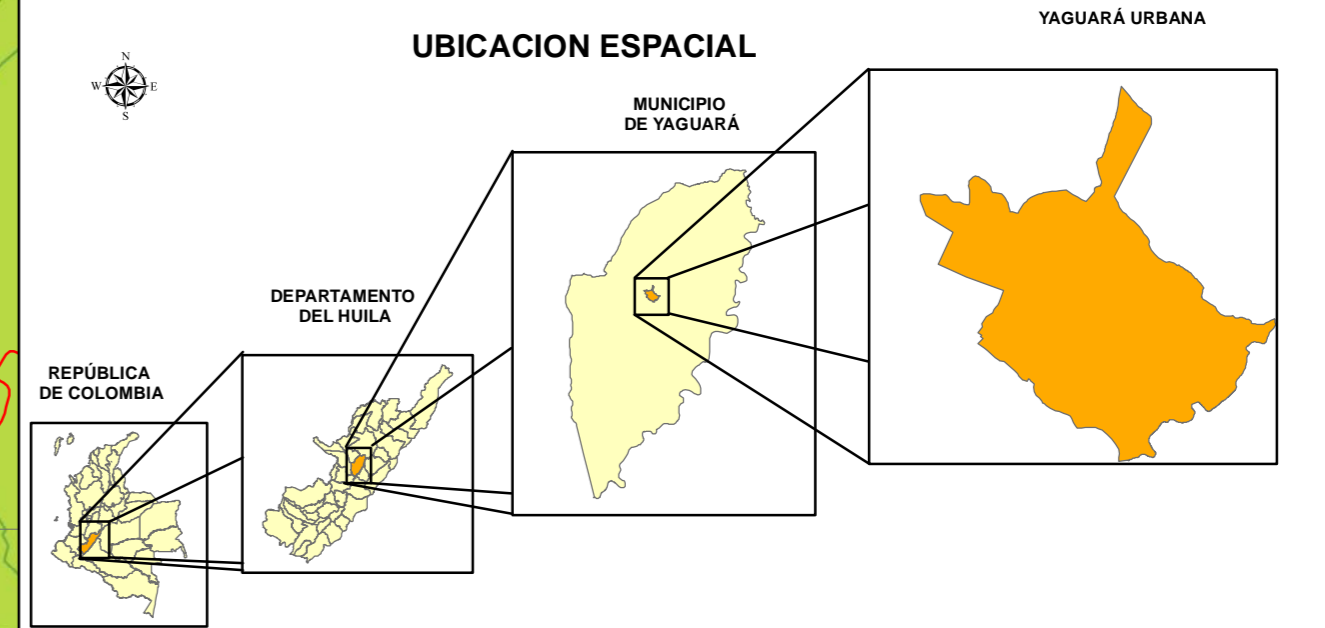 YAGUARÁ URBANA
UBICACION ESPACIAL
N
W E
S
MUNICIPIO
DE YAGUARÁ
DEPARTAMENTO
DEL HUILA
REPÚBLICA
DE COLOMBIA